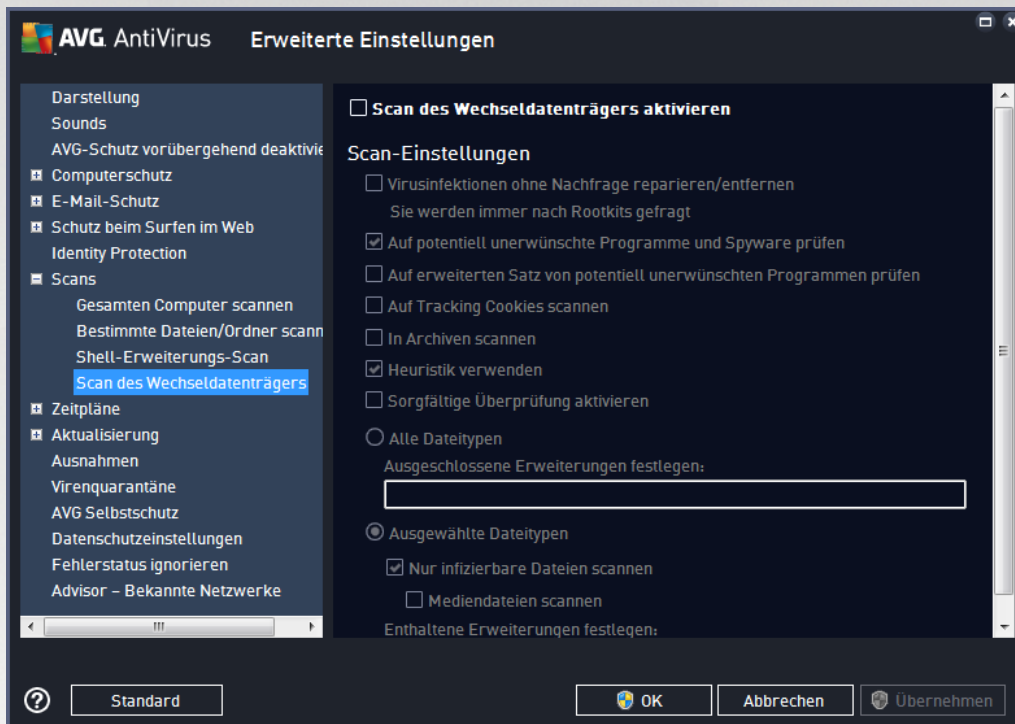 AVG AntiVirus Erweiterte Einstellungen
Darstellung
Sounds
AVG-Schutz vorübergehend deaktivie
Computerschutz
E-Mail-Schutz
Schutz beim Surfen im Web
Identity Protection
Scans
Gesamten Computer scannen
Bestimmte Dateien/Ordner scann
Shell-Erweiterungs-Scan
Scan des Wechseldatenträgers
Zeitpläne
Aktualisierung
Ausnahmen
Virenquarantäne
AVG Selbstschutz
Datenschutzeinstellungen
Fehlerstatus ignorieren
Advisor – Bekannte Netzwerke
Scan des Wechseldatenträgers aktivieren
Scan-Einstellungen
Virusinfektionen ohne Nachfrage reparieren/entfernen
Sie werden immer nach Rootkits gefragt
Auf potentiell unerwünschte Programme und Spyware prüfen
Auf erweiterten Satz von potentiell unerwünschten Programmen prüfen
Auf Tracking Cookies scannen
In Archiven scannen
Heuristik verwenden
Sorgfältige Überprüfung aktivieren
Alle Dateitypen
Ausgeschlossene Erweiterungen festlegen:
Ausgewählte Dateitypen
Nur infizierbare Dateien scannen
Mediendateien scannen
Enthaltene Erweiterungen festlegen:
? Standard OK Abbrechen Übernehmen